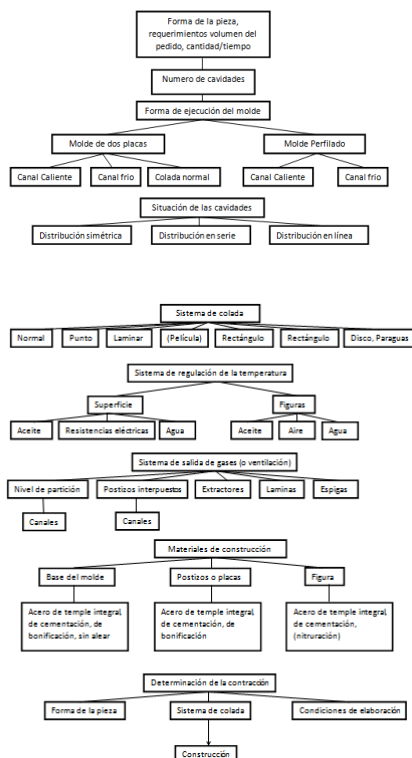 Forma de la pieza,
requerimientos volumen del
pedido, cantidad/tiempo
Numero de cavidades
Forma de ejecución del molde
Molde de dos placas
Molde Perfilado
Canal Caliente
Canal frio
Colada normal
Canal Caliente
Canal frio
Situación de las cavidades
Distribución simétrica
Distribución en serie
Distribución en línea
Sistema de colada
Normal
Punto
Laminar
(Película)
Rectángulo
Rectángulo
Disco, Paraguas
Sistema de regulación de la temperatura
Superficie
Figuras
Aceite
Resistencias eléctricas
Agua
Aceite
Aire
Agua
Sistema de salida de gases (o ventilación)
Nivel de partición
Postizos interpuestos
Extractores
Laminas
Espigas
Canales
Canales
Materiales de construcción
Base del molde
Postizos o placas
Figura
Acero de temple integral,
de cementación, de
bonificación, sin alear
Acero de temple integral,
de cementación, de
bonificación
Acero de temple integral,
de cementación,
(nitruración)
Determinación de la contracción
Forma de la pieza
Sistema de colada
Condiciones de elaboración
Construcción